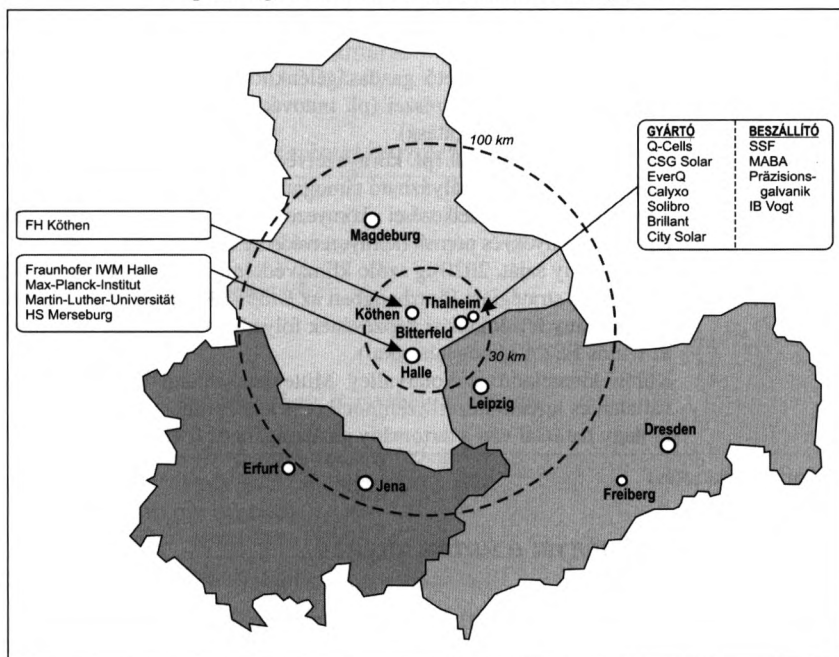 100 km
GYÁRTÓ
Q-Cells
CSG Solar
EverQ
Calyxo
Solibro
Brillant
City Solar
BESZÁLLÍTÓ
SSF
MABA
Präzisions-
galvanik
IB Vogt
FH Köthen
Fraunhofer IWM Halle
Max-Planck-Institut
Martin-Luther-Universität
HS Merseburg
Magdeburg
Thalheim
Köthen
Bitterfeld
Halle
30 km
Leipzig
Dresden
Erfurt
Jena
Freiberg